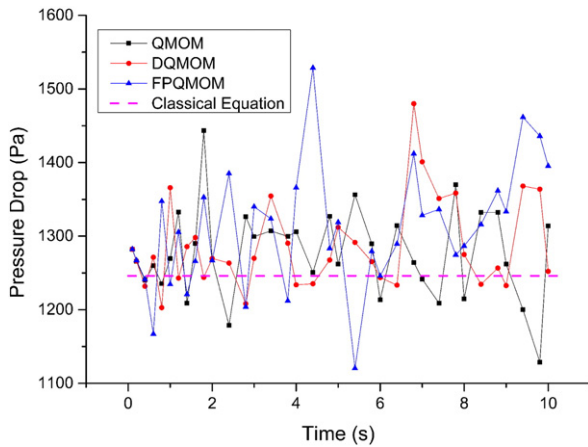 1600
1500
1400
1300
1200
1100
Pressure Drop (Pa)
QMOM
DQMOM
FPQMOM
Classical Equation
0 2 4 6 8 10
Time (s)